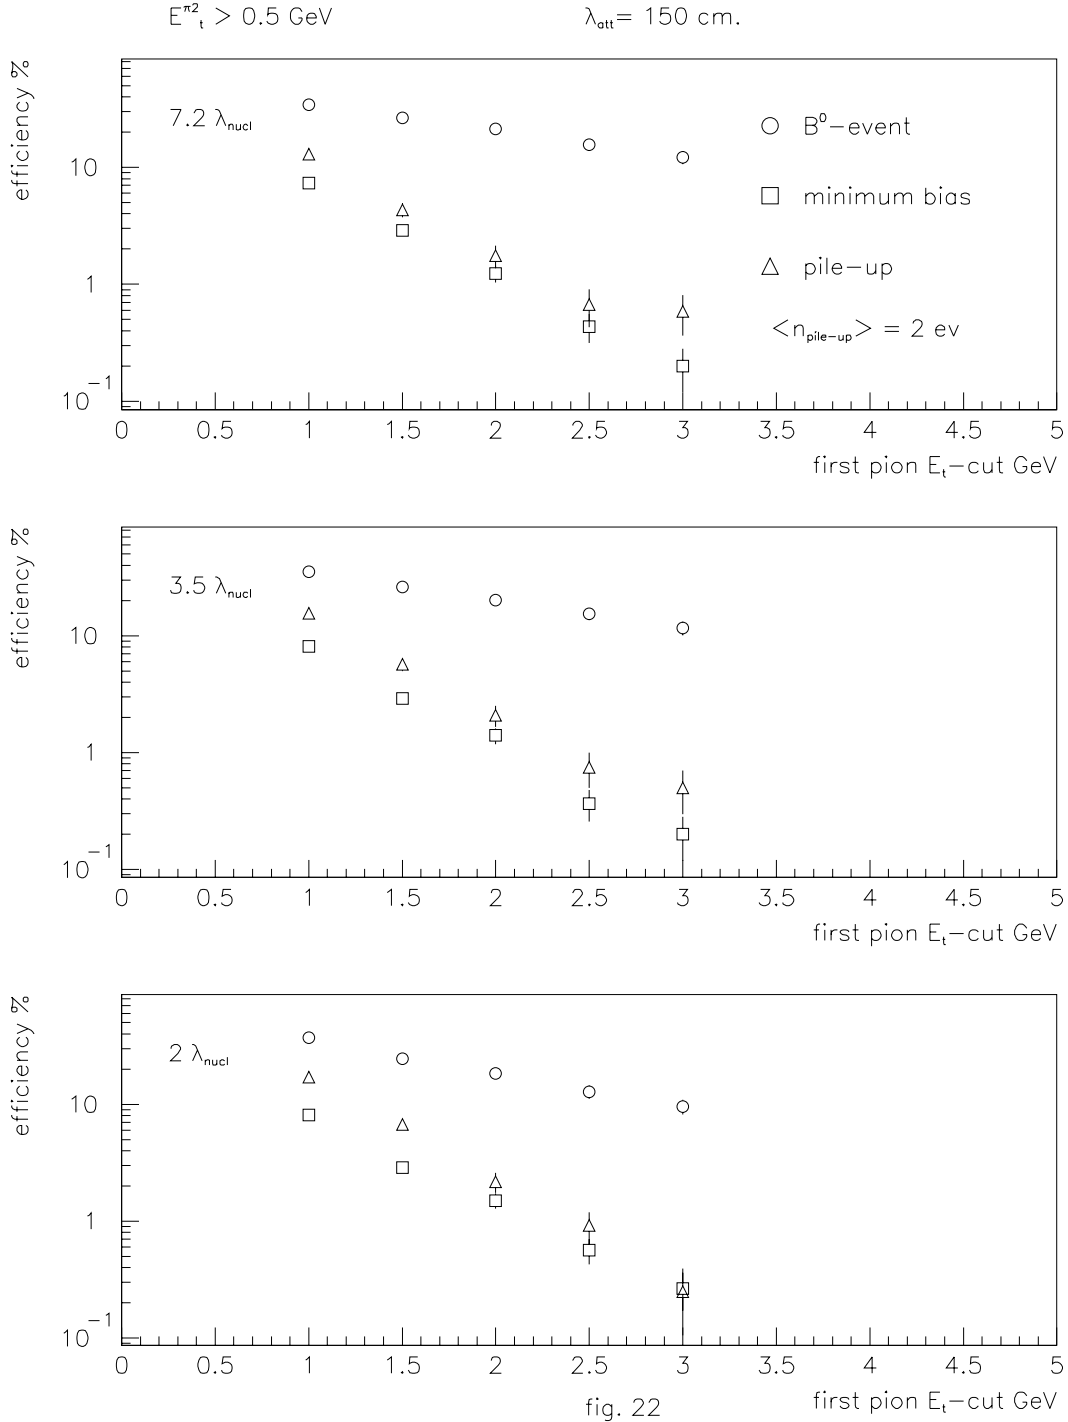 E^π2_t > 0.5 GeV λ_att = 150 cm.
efficiency %
7.2 λ_nucl
B^0-event
minimum bias
pile-up
<n_pile-up> = 2 ev
10
1
10^-1
0 0.5 1 1.5 2 2.5 3 3.5 4 4.5 5
first pion E_t-cut GeV
efficiency %
3.5 λ_nucl
10
1
10^-1
0 0.5 1 1.5 2 2.5 3 3.5 4 4.5 5
first pion E_t-cut GeV
efficiency %
2 λ_nucl
10
1
10^-1
0 0.5 1 1.5 2 2.5 3 3.5 4 4.5 5
first pion E_t-cut GeV
fig. 22